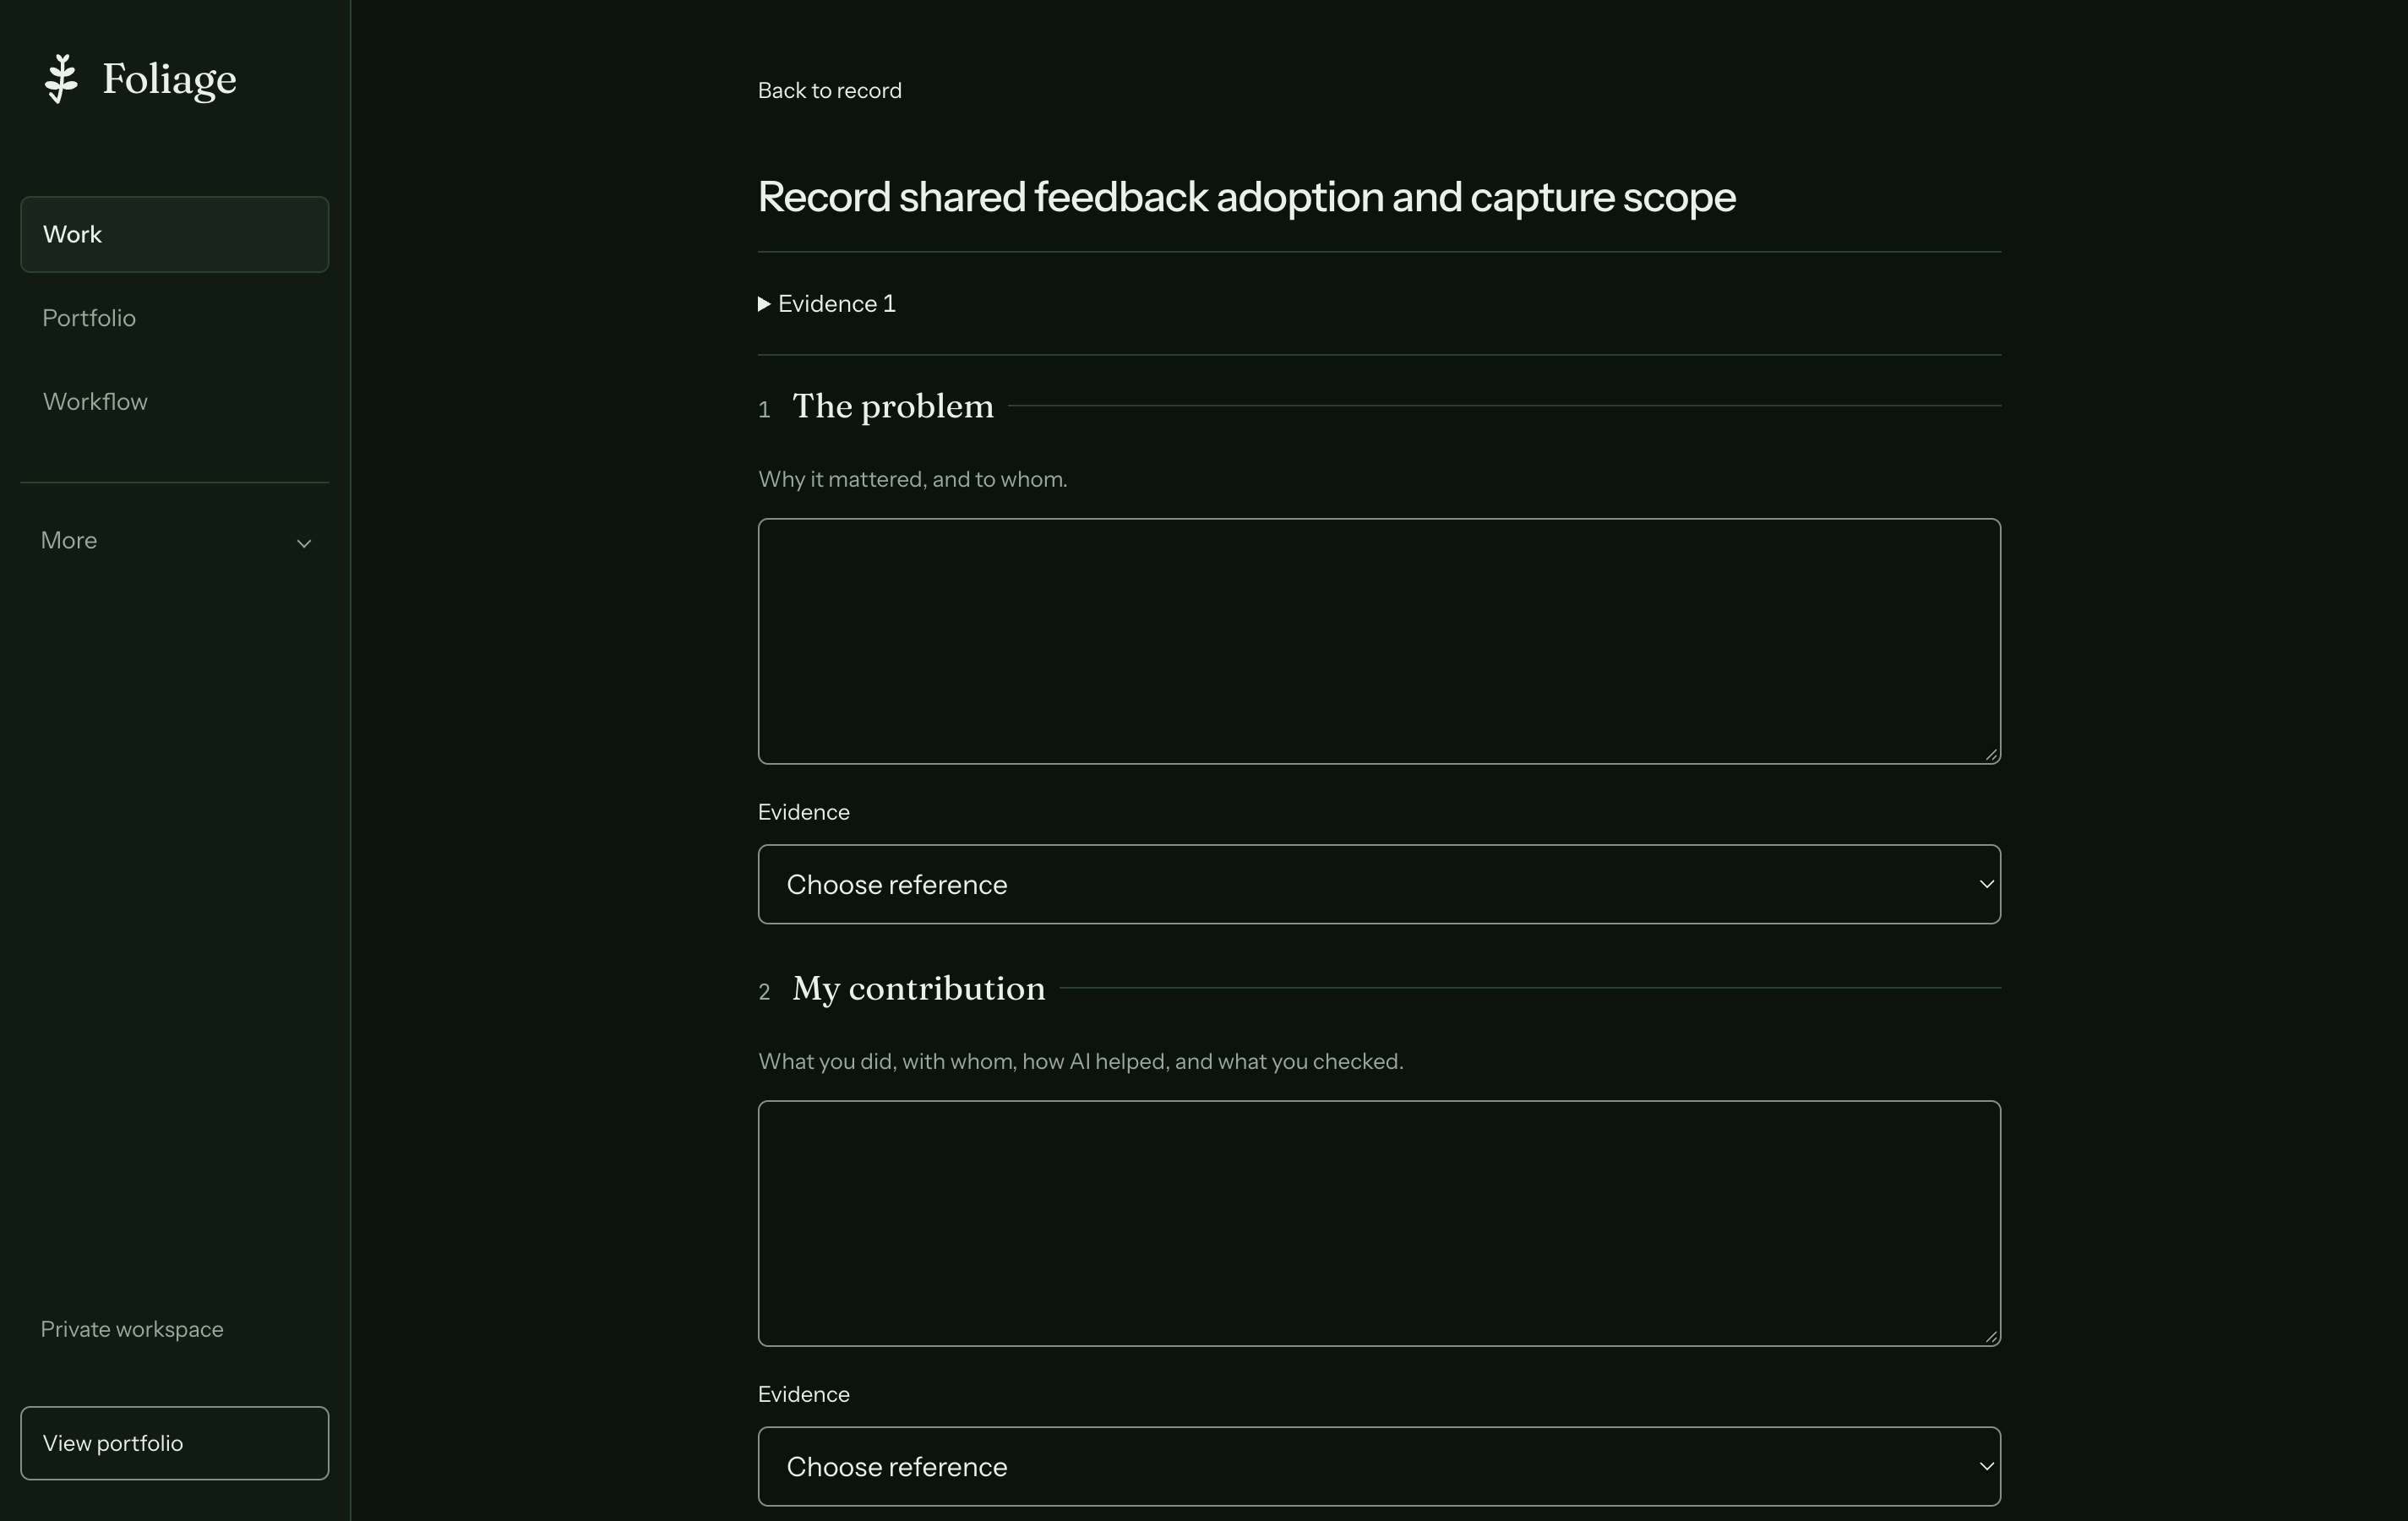 Foliage
Work
Portfolio
Workflow
More
Private workspace
View portfolio
Back to record
Record shared feedback adoption and capture scope
Evidence 1
1 The problem
Why it mattered, and to whom.
Evidence
Choose reference
2 My contribution
What you did, with whom, how AI helped, and what you checked.
Evidence
Choose reference